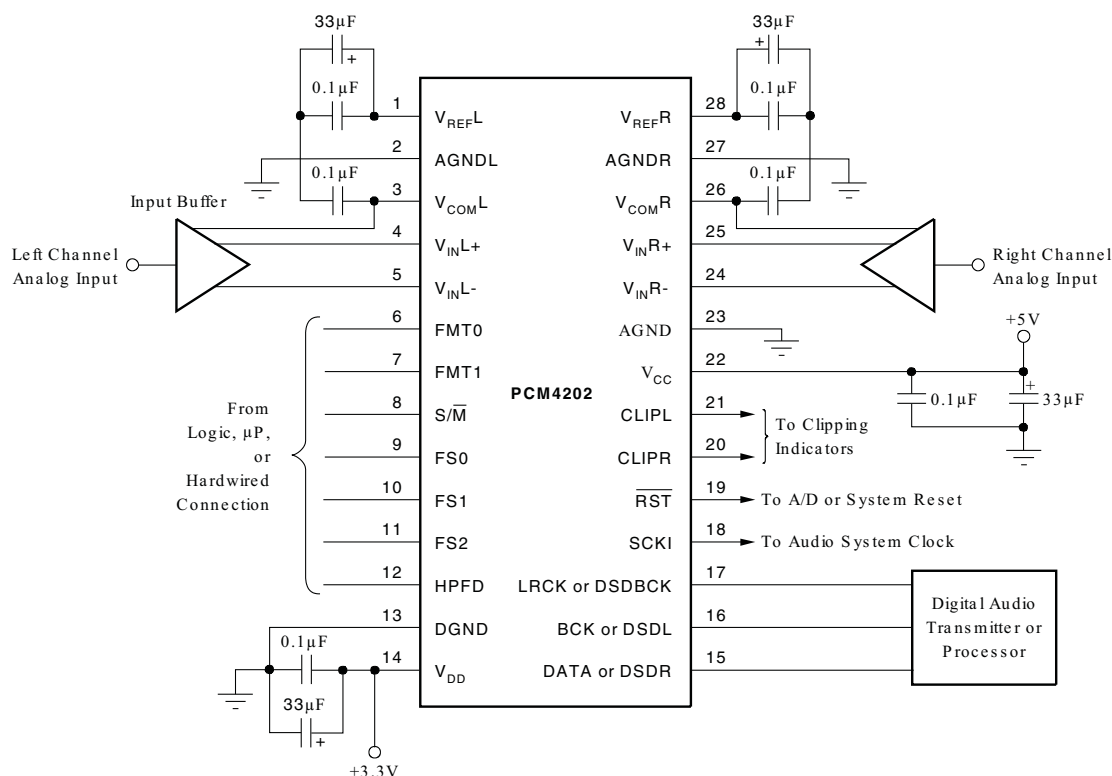 33µF
+
0.1µF
0.1µF
Input Buffer
Left Channel
Analog Input
From
Logic, µP,
or
Hardwired
Connection
0.1µF
33µF
+
+3.3V
1 VREFL
2 AGNDL
3 VCOML
4 VINL+
5 VINL-
6 FMT0
7 FMT1
8 S/M̅
9 FS0
10 FS1
11 FS2
12 HPFD
13 DGND
14 VDD
PCM4202
VREFR 28
AGNDR 27
VCOMR 26
VINR+ 25
VINR- 24
AGND 23
VCC 22
CLIPL 21
CLIPR 20
R̅S̅T̅ 19
SCKI 18
LRCK or DSDBCK 17
BCK or DSDL 16
DATA or DSDR 15
33µF
+
0.1µF
0.1µF
Right Channel
Analog Input
+5V
0.1µF
+
33µF
To Clipping
Indicators
To A/D or System Reset
To Audio System Clock
Digital Audio
Transmitter or
Processor